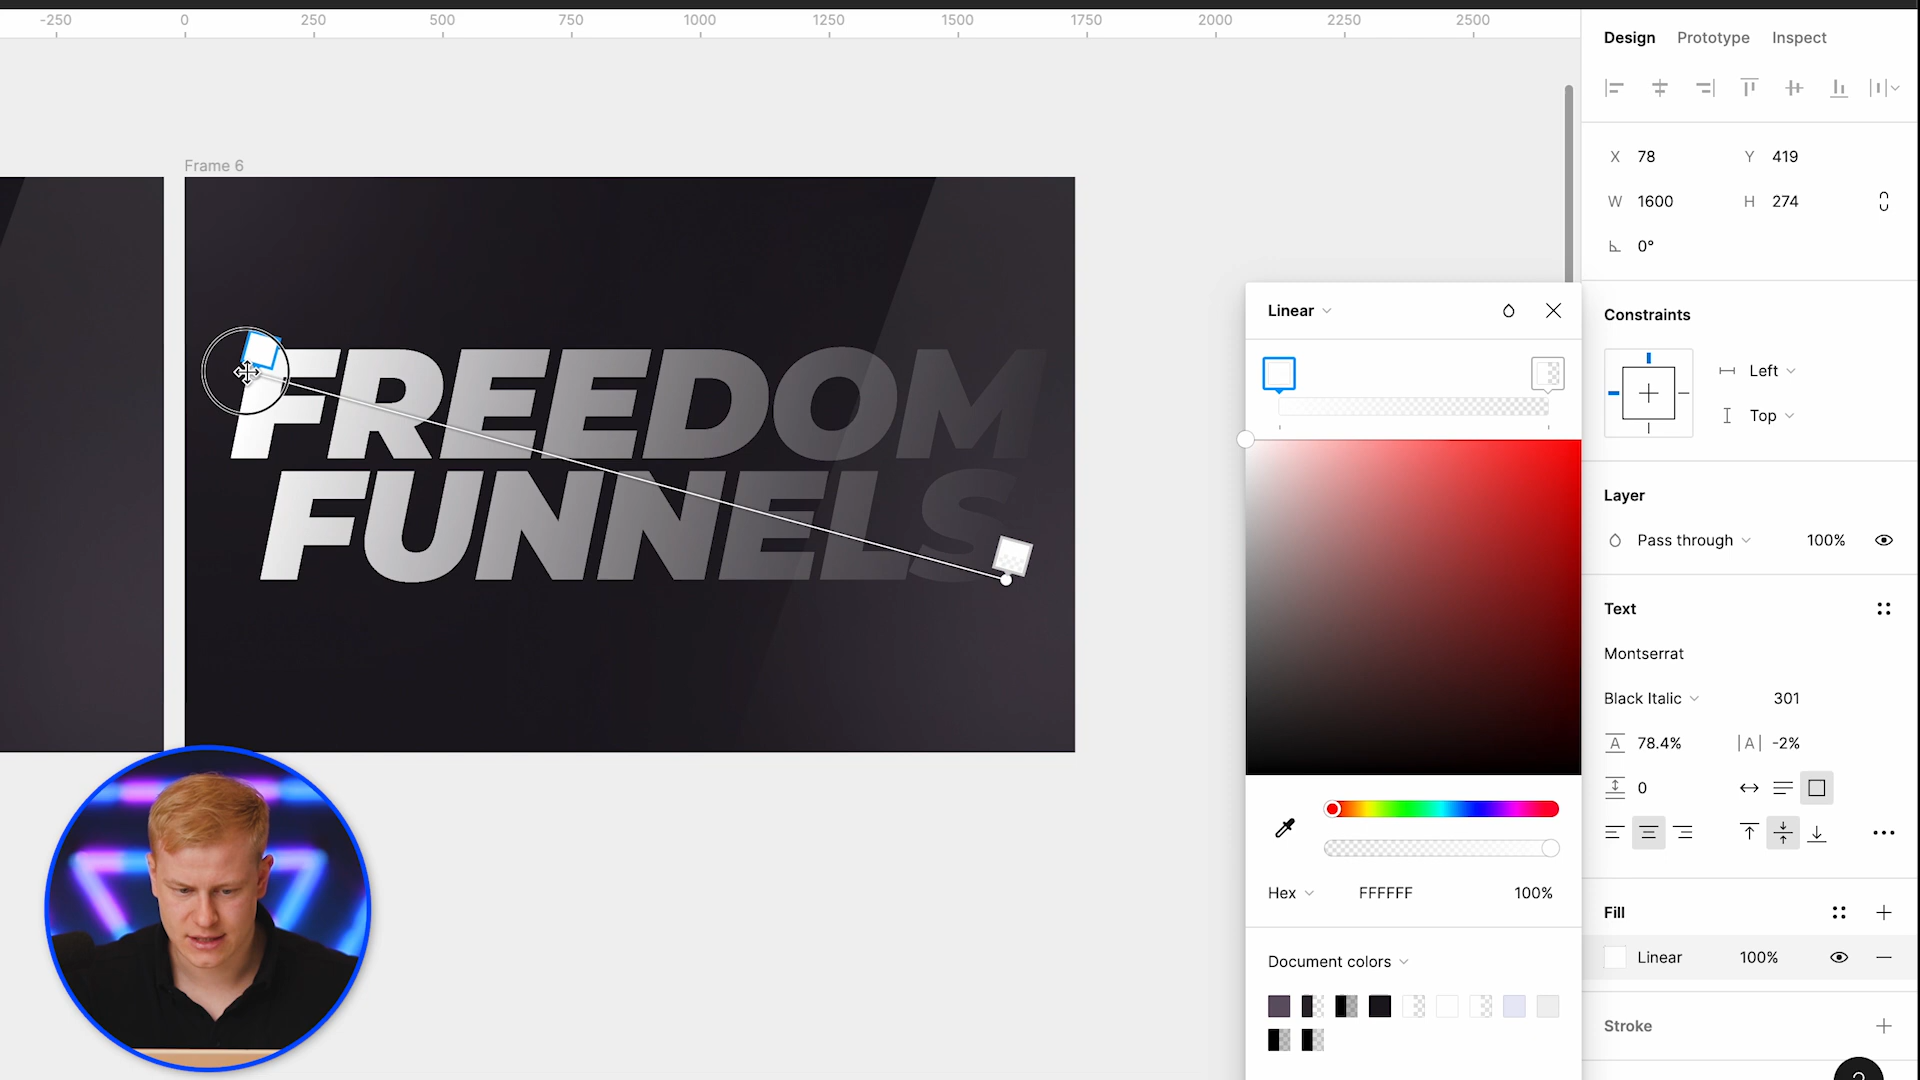 -250 0 250 500 750 1000 1250 1500 1750 2000 2250 2500
Design Prototype Inspect
Frame 6
FREEDOM
FUNNELS
X 78 Y 419
W 1600 H 274
0°
Linear
Constraints
Left
Top
Layer
Pass through 100%
Text
Montserrat
Black Italic 301
A 78.4% |A| -2%
0
Hex FFFFFF 100%
Fill
Linear 100%
Document colors
Stroke